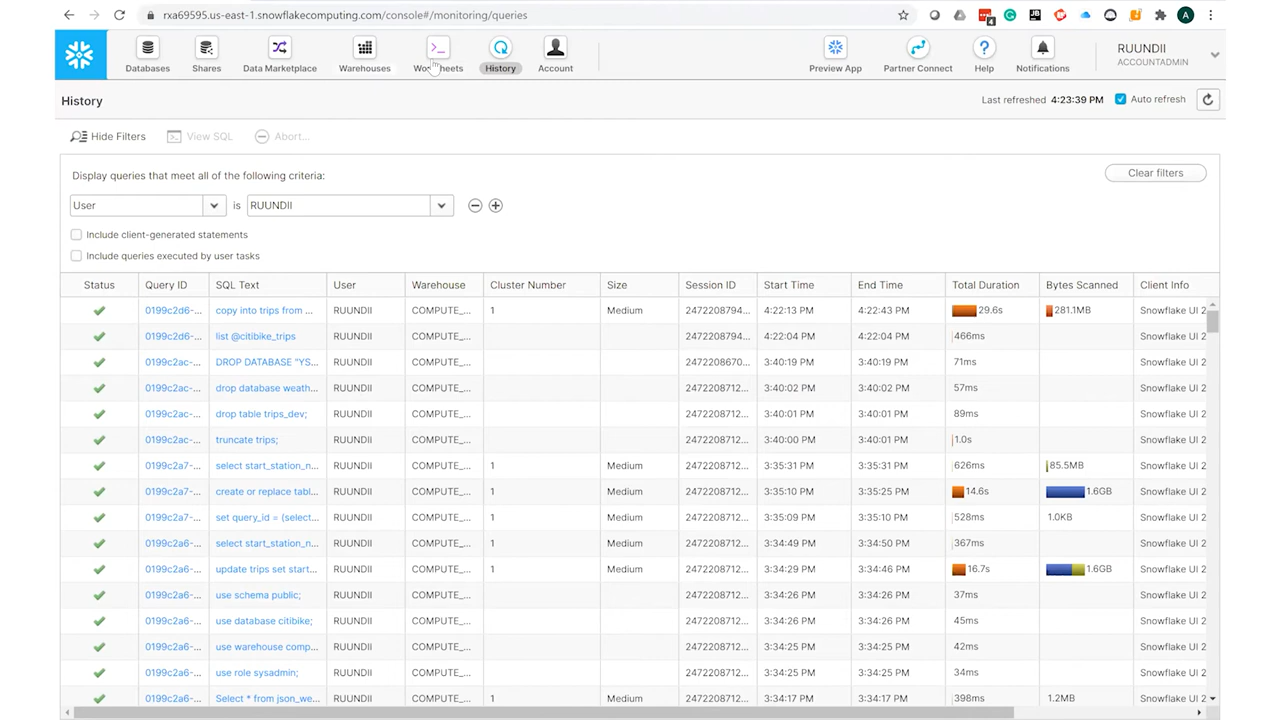 rxa69595.us-east-1.snowflakecomputing.com/console#/monitoring/queries
4
JB
A
Databases Shares Data Marketplace Warehouses Worksheets History Account Preview App Partner Connect Help Notifications
RUUNDII
ACCOUNTADMIN
History
Last refreshed 4:23:39 PM Auto refresh
Hide Filters View SQL Abort...
Display queries that meet all of the following criteria:
Clear filters
User is RUUNDII
Include client-generated statements
Include queries executed by user tasks
Status Query ID SQL Text User Warehouse Cluster Number Size Session ID Start Time End Time Total Duration Bytes Scanned Client Info
0199c2d6-... copy into trips from ... RUUNDII COMPUTE_... 1 Medium 2472208794... 4:22:13 PM 4:22:43 PM 29.6s 281.1MB Snowflake UI 2
0199c2d6-... list @citibike_trips RUUNDII COMPUTE_... 2472208794... 4:22:04 PM 4:22:04 PM 466ms Snowflake UI 2
0199c2ac-... DROP DATABASE "YS... RUUNDII COMPUTE_... 2472208670... 3:40:19 PM 3:40:19 PM 71ms Snowflake UI 2
0199c2ac-... drop database weath... RUUNDII COMPUTE_... 2472208712... 3:40:02 PM 3:40:02 PM 57ms Snowflake UI 2
0199c2ac-... drop table trips_dev; RUUNDII COMPUTE_... 2472208712... 3:40:01 PM 3:40:01 PM 89ms Snowflake UI 2
0199c2ac-... truncate trips; RUUNDII COMPUTE_... 2472208712... 3:40:00 PM 3:40:01 PM 1.0s Snowflake UI 2
0199c2a7-... select start_station_n... RUUNDII COMPUTE_... 1 Medium 2472208712... 3:35:31 PM 3:35:31 PM 626ms 85.5MB Snowflake UI 2
0199c2a7-... create or replace tabl... RUUNDII COMPUTE_... 1 Medium 2472208712... 3:35:10 PM 3:35:25 PM 14.6s 1.6GB Snowflake UI 2
0199c2a7-... set query_id = (select... RUUNDII COMPUTE_... 1 Medium 2472208712... 3:35:09 PM 3:35:10 PM 528ms 1.0KB Snowflake UI 2
0199c2a6-... select start_station_n... RUUNDII COMPUTE_... 1 Medium 2472208712... 3:34:49 PM 3:34:50 PM 367ms Snowflake UI 2
0199c2a6-... update trips set start... RUUNDII COMPUTE_... 1 Medium 2472208712... 3:34:29 PM 3:34:46 PM 16.7s 1.6GB Snowflake UI 2
0199c2a6-... use schema public; RUUNDII COMPUTE_... 2472208712... 3:34:26 PM 3:34:26 PM 37ms Snowflake UI 2
0199c2a6-... use database citibike; RUUNDII COMPUTE_... 2472208712... 3:34:26 PM 3:34:26 PM 45ms Snowflake UI 2
0199c2a6-... use warehouse comp... RUUNDII COMPUTE_... 2472208712... 3:34:25 PM 3:34:26 PM 42ms Snowflake UI 2
0199c2a6-... use role sysadmin; RUUNDII COMPUTE_... 2472208712... 3:34:25 PM 3:34:25 PM 34ms Snowflake UI 2
0199c2a6-... Select * from json_we... RUUNDII COMPUTE_... 1 Medium 2472208712... 3:34:17 PM 3:34:17 PM 398ms 1.2MB Snowflake UI 2